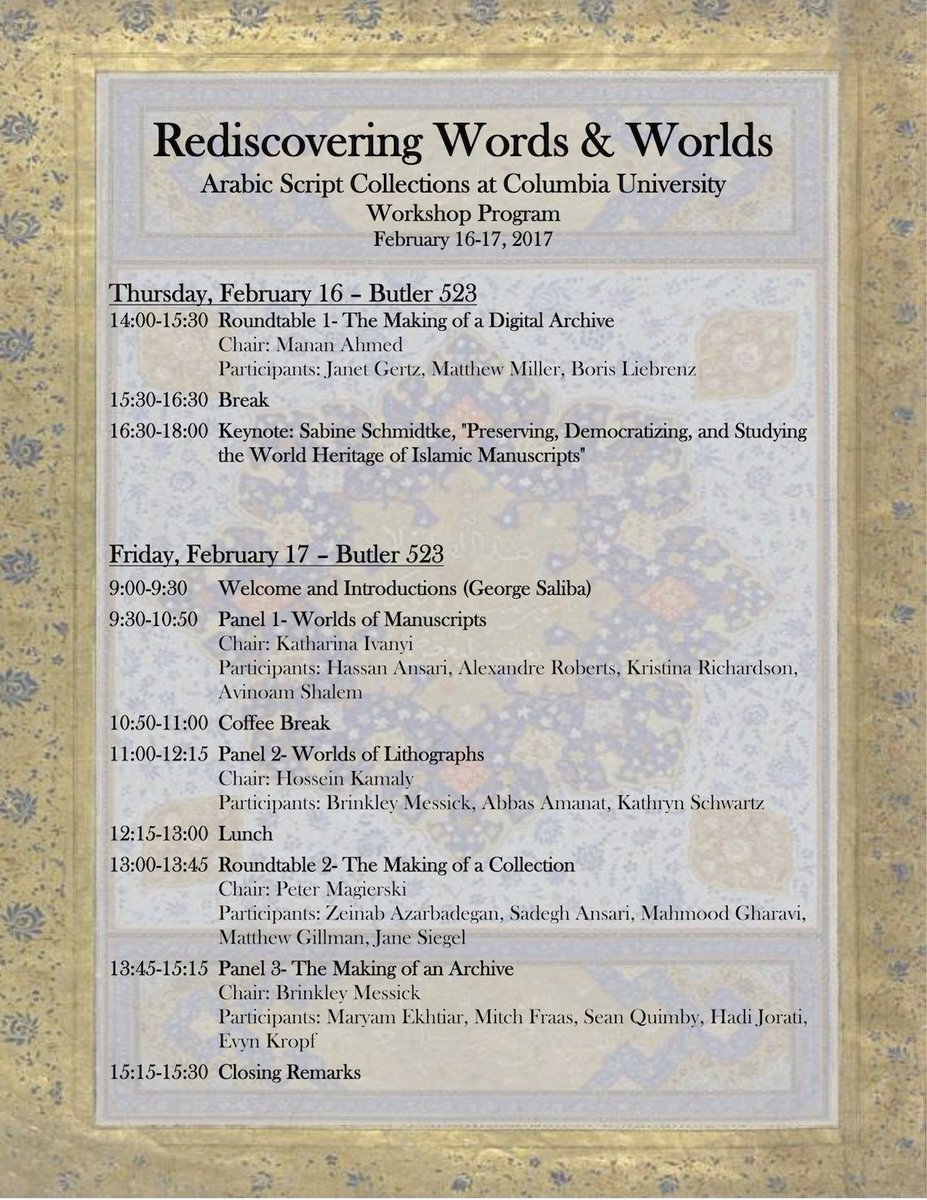 Rediscovering Words & Worlds
Arabic Script Collections at Columbia University
Workshop Program
February 16-17, 2017
Thursday, February 16 – Butler 523
14:00-15:30 Roundtable 1- The Making of a Digital Archive
Chair: Manan Ahmed
Participants: Janet Gertz, Matthew Miller, Boris Liebrenz
15:30-16:30 Break
16:30-18:00 Keynote: Sabine Schmidtke, "Preserving, Democratizing, and Studying
the World Heritage of Islamic Manuscripts"
Friday, February 17 – Butler 523
9:00-9:30 Welcome and Introductions (George Saliba)
9:30-10:50 Panel 1- Worlds of Manuscripts
Chair: Katharina Ivanyi
Participants: Hassan Ansari, Alexandre Roberts, Kristina Richardson,
Avinoam Shalem
10:50-11:00 Coffee Break
11:00-12:15 Panel 2- Worlds of Lithographs
Chair: Hossein Kamaly
Participants: Brinkley Messick, Abbas Amanat, Kathryn Schwartz
12:15-13:00 Lunch
13:00-13:45 Roundtable 2- The Making of a Collection
Chair: Peter Magierski
Participants: Zeinab Azarbadegan, Sadegh Ansari, Mahmood Gharavi,
Matthew Gillman, Jane Siegel
13:45-15:15 Panel 3- The Making of an Archive
Chair: Brinkley Messick
Participants: Maryam Ekhtiar, Mitch Fraas, Sean Quimby, Hadi Jorati,
Evyn Kropf
15:15-15:30 Closing Remarks